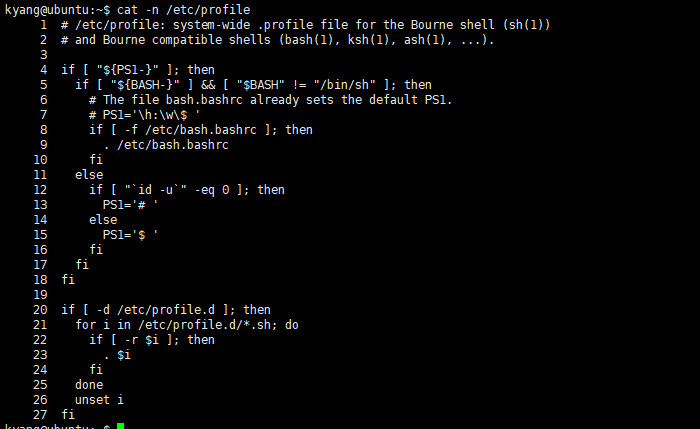 kyang@ubuntu:~$ cat -n /etc/profile
     1  # /etc/profile: system-wide .profile file for the Bourne shell (sh(1))
     2  # and Bourne compatible shells (bash(1), ksh(1), ash(1), ...).
     3
     4  if [ "${PS1-}" ]; then
     5    if [ "${BASH-}" ] && [ "$BASH" != "/bin/sh" ]; then
     6      # The file bash.bashrc already sets the default PS1.
     7      # PS1='\h:\w\$ '
     8      if [ -f /etc/bash.bashrc ]; then
     9        . /etc/bash.bashrc
    10      fi
    11    else
    12      if [ "`id -u`" -eq 0 ]; then
    13        PS1='# '
    14      else
    15        PS1='$ '
    16      fi
    17    fi
    18  fi
    19
    20  if [ -d /etc/profile.d ]; then
    21    for i in /etc/profile.d/*.sh; do
    22      if [ -r $i ]; then
    23        . $i
    24      fi
    25    done
    26    unset i
    27  fi
kyang@ubuntu:~$